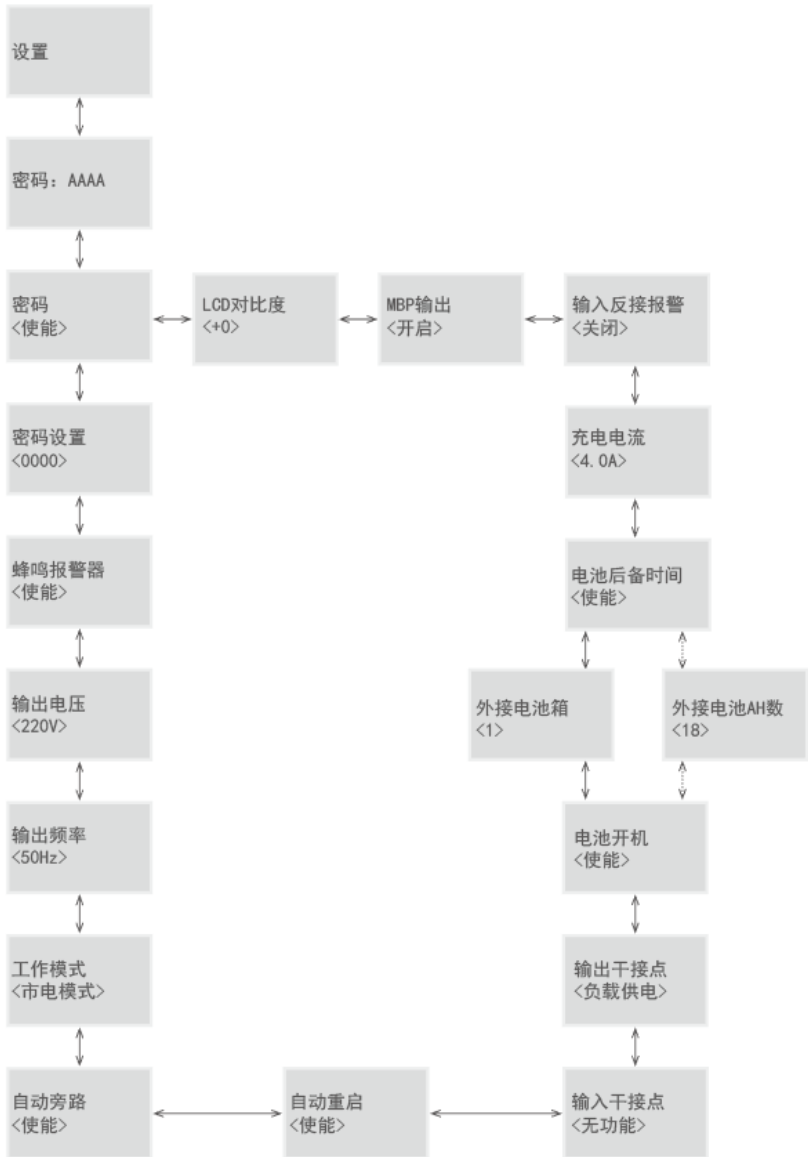 设置
密码：AAAA
密码
<使能>
LCD对比度
<+0>
MBP输出
<开启>
输入反接报警
<关闭>
密码设置
<0000>
充电电流
<4.0A>
蜂鸣报警器
<使能>
电池后备时间
<使能>
输出电压
<220V>
外接电池箱
<1>
外接电池AH数
<18>
输出频率
<50Hz>
电池开机
<使能>
工作模式
<市电模式>
输出干接点
<负载供电>
自动旁路
<使能>
自动重启
<使能>
输入干接点
<无功能>